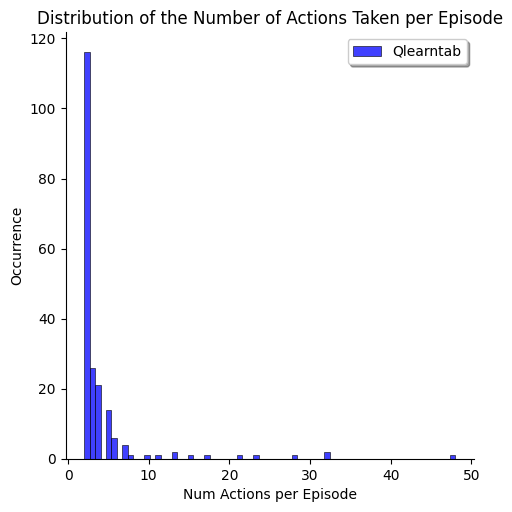 Distribution of the Number of Actions Taken per Episode
Qlearntab
120
100
80
60
40
20
0
Occurrence
0 10 20 30 40 50
Num Actions per Episode